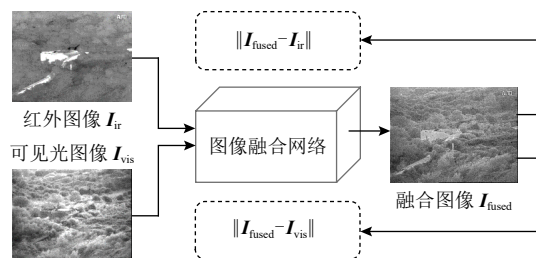 ‖I_fused−I_ir‖
红外图像 I_ir
可见光图像 I_vis
图像融合网络
融合图像 I_fused
‖I_fused−I_vis‖